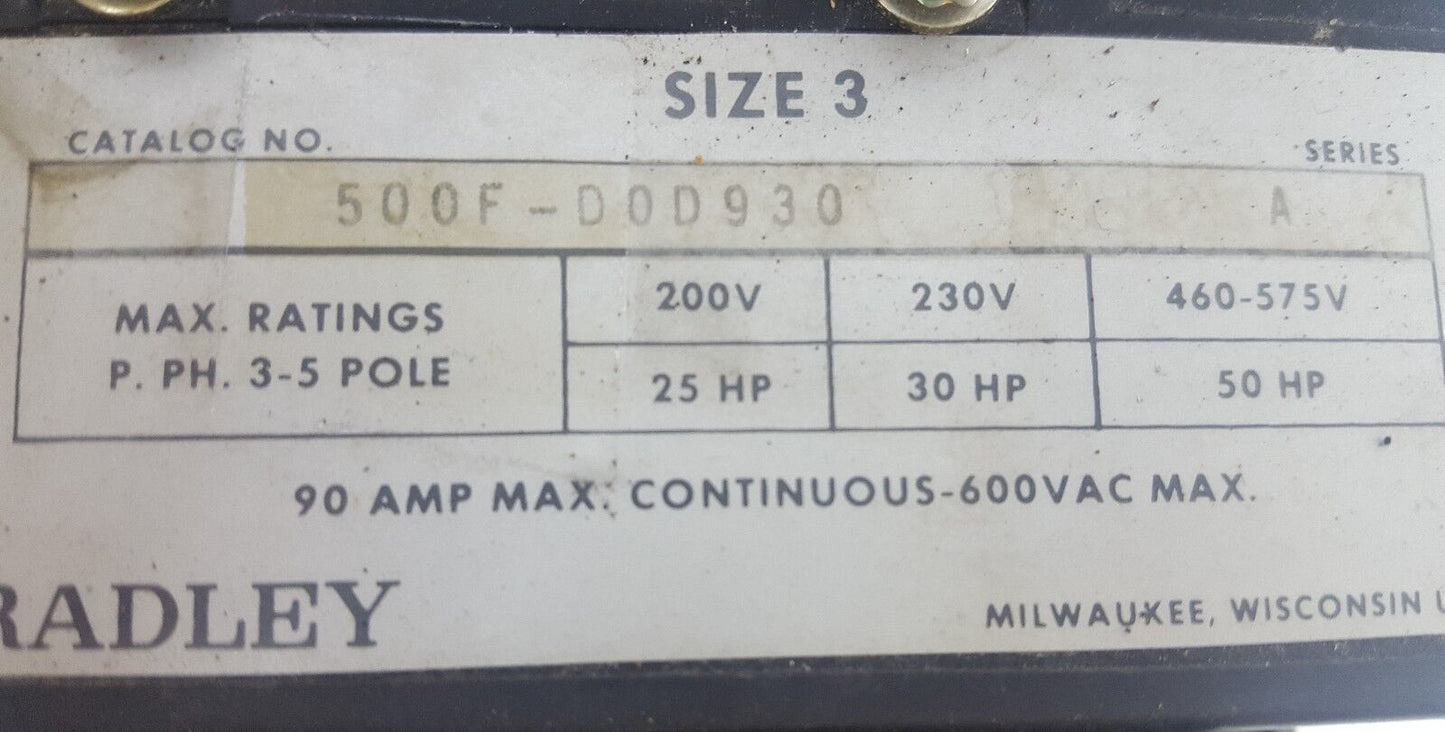 SIZE 3
CATALOG NO. SERIES
500F-D0D930 A
MAX. RATINGS
P. PH. 3-5 POLE
200V 230V 460-575V
25 HP 30 HP 50 HP
90 AMP MAX. CONTINUOUS-600VAC MAX.
RADLEY
MILWAUKEE, WISCONSIN U